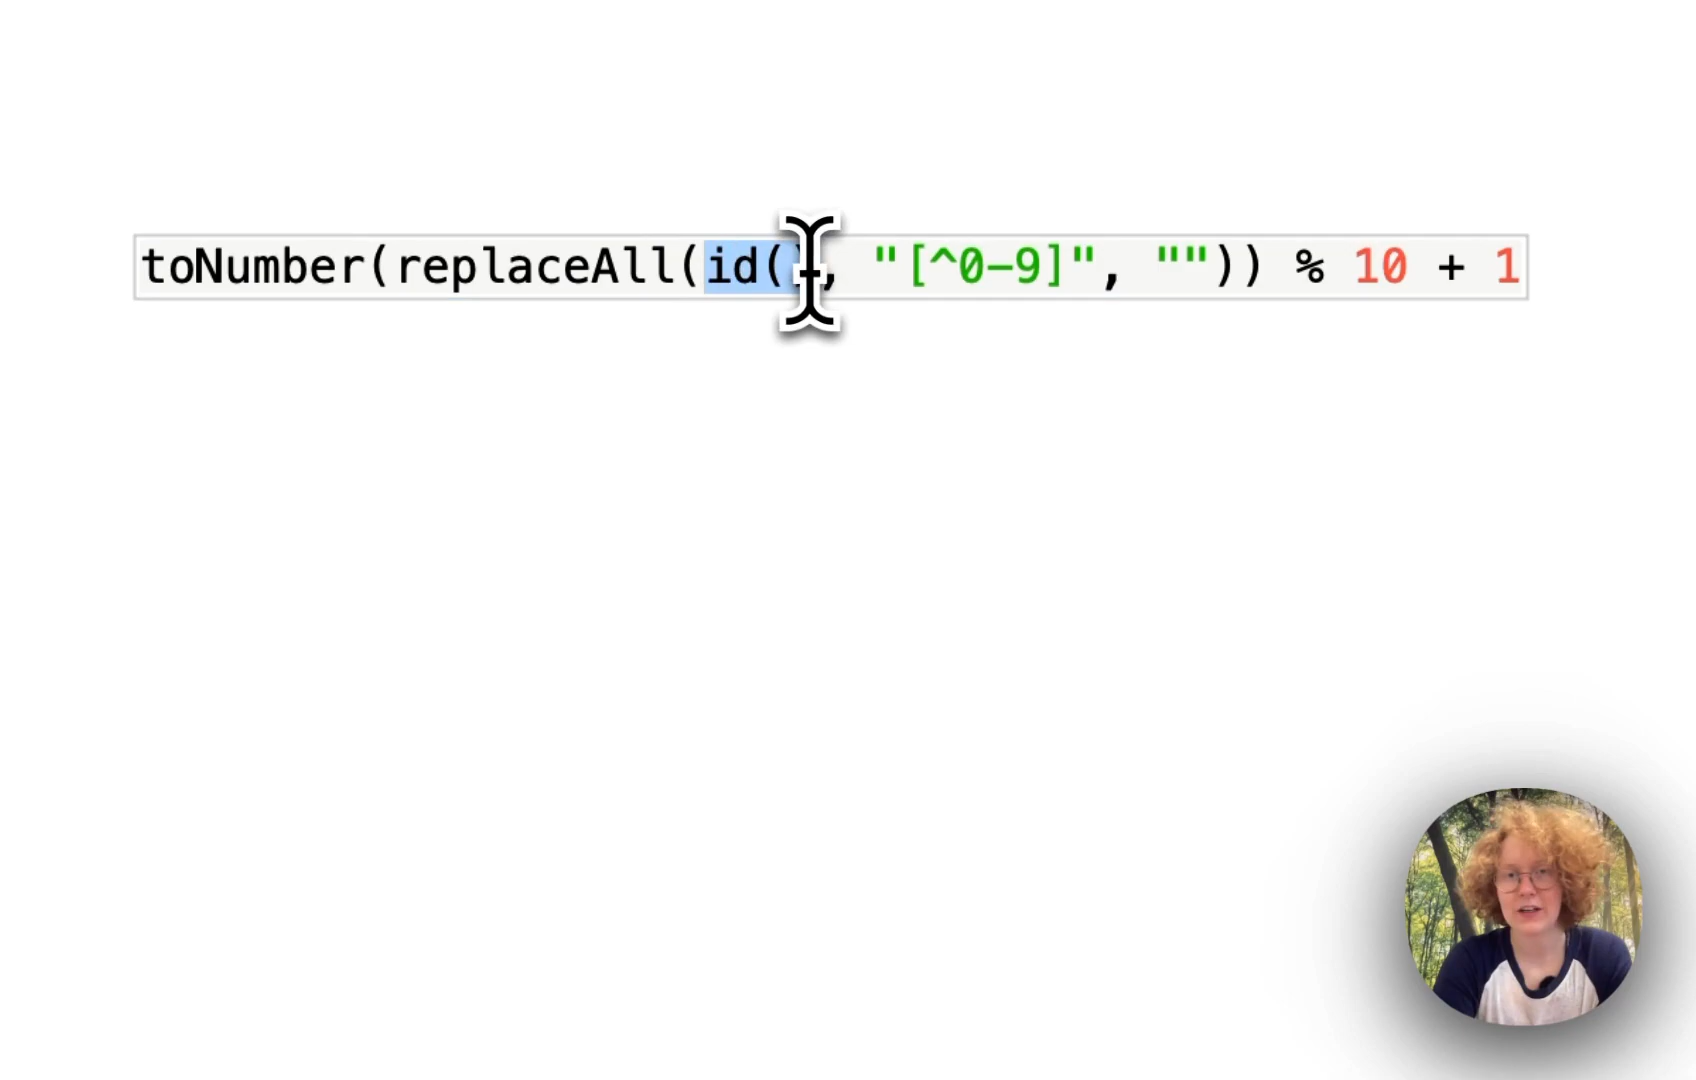 toNumber(replaceAll(id(), "[^0-9]", "")) % 10 + 1